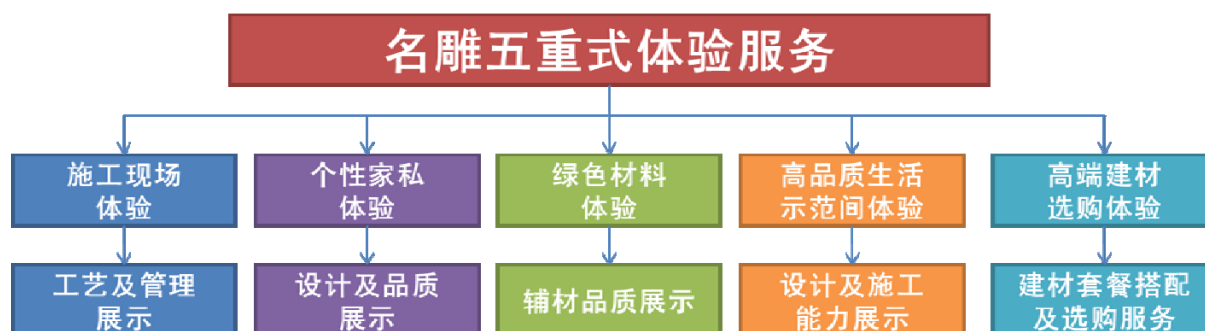 名雕五重式体验服务
施工现场
体验
个性家私
体验
绿色材料
体验
高品质生活
示范间体验
高端建材
选购体验
工艺及管理
展示
设计及品质
展示
辅材品质展示
设计及施工
能力展示
建材套餐搭配
及选购服务